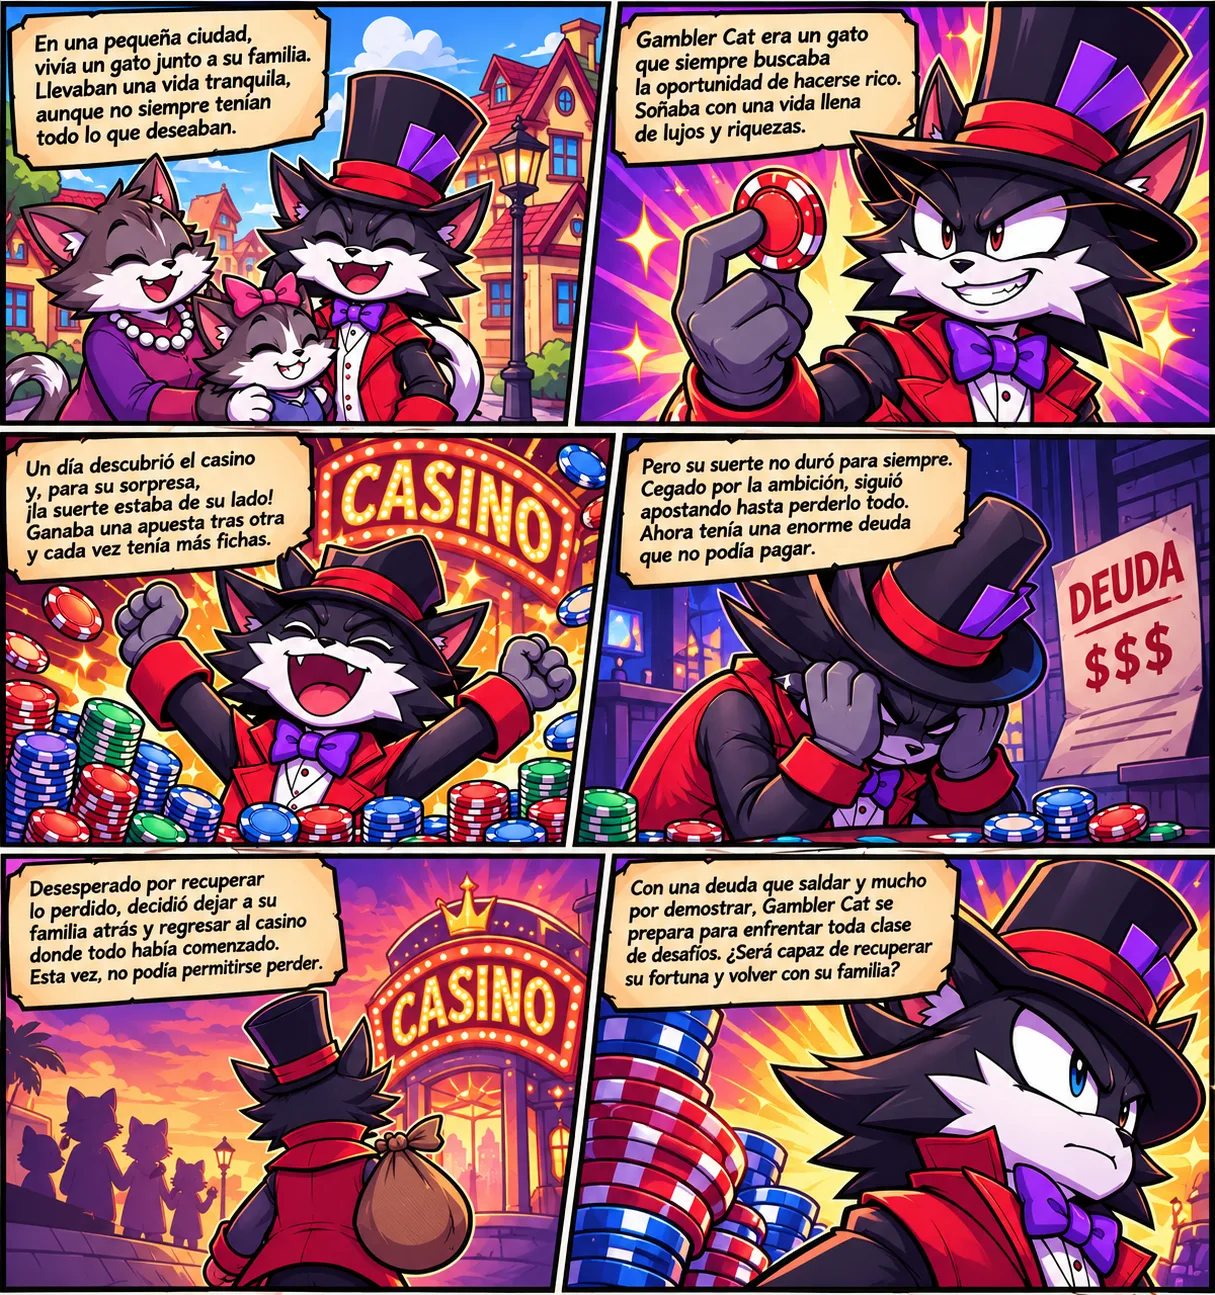 En una pequeña ciudad,
vivía un gato junto a su familia.
Llevaban una vida tranquila,
aunque no siempre tenían
todo lo que deseaban.
Gambler Cat era un gato
que siempre buscaba
la oportunidad de hacerse rico.
Soñaba con una vida llena
de lujos y riquezas.
Un día descubrió el casino
y, para su sorpresa,
¡la suerte estaba de su lado!
Ganaba una apuesta tras otra
y cada vez tenía más fichas.
CASINO
Pero su suerte no duró para siempre.
Cegado por la ambición, siguió
apostando hasta perderlo todo.
Ahora tenía una enorme deuda
que no podía pagar.
DEUDA
$$$
Desesperado por recuperar
lo perdido, decidió dejar a su
familia atrás y regresar al casino
donde todo había comenzado.
Esta vez, no podía permitirse perder.
CASINO
Con una deuda que saldar y mucho
por demostrar, Gambler Cat se
prepara para enfrentar toda clase
de desafíos. ¿Será capaz de recuperar
su fortuna y volver con su familia?